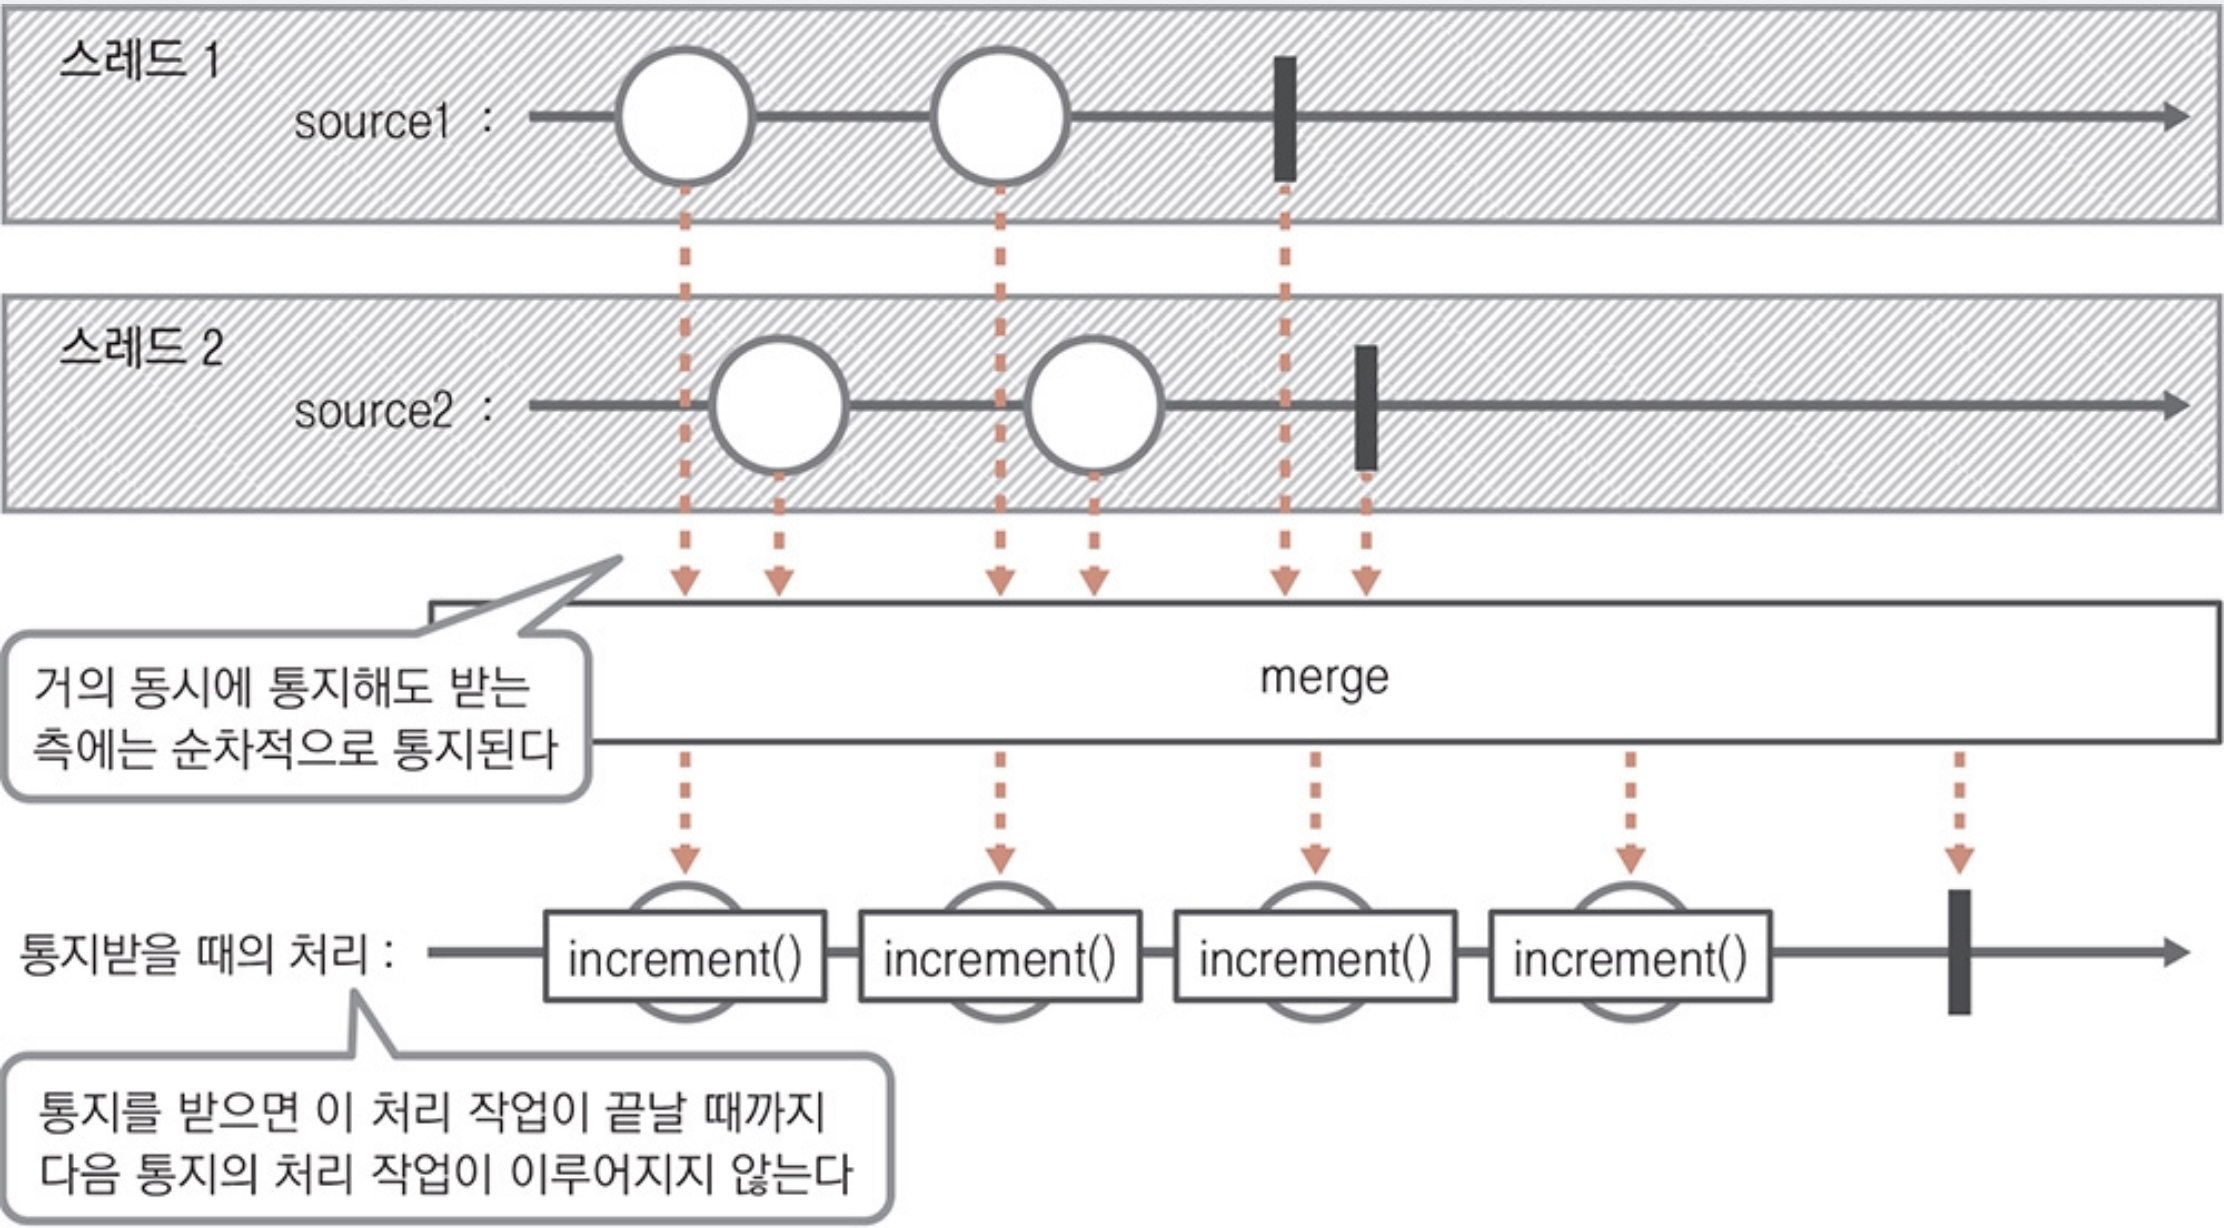 스레드 1
source1 :
스레드 2
source2 :
거의 동시에 통지해도 받는
측에는 순차적으로 통지된다
merge
통지받을 때의 처리 :
increment()
increment()
increment()
increment()
통지를 받으면 이 처리 작업이 끝날 때까지
다음 통지의 처리 작업이 이루어지지 않는다